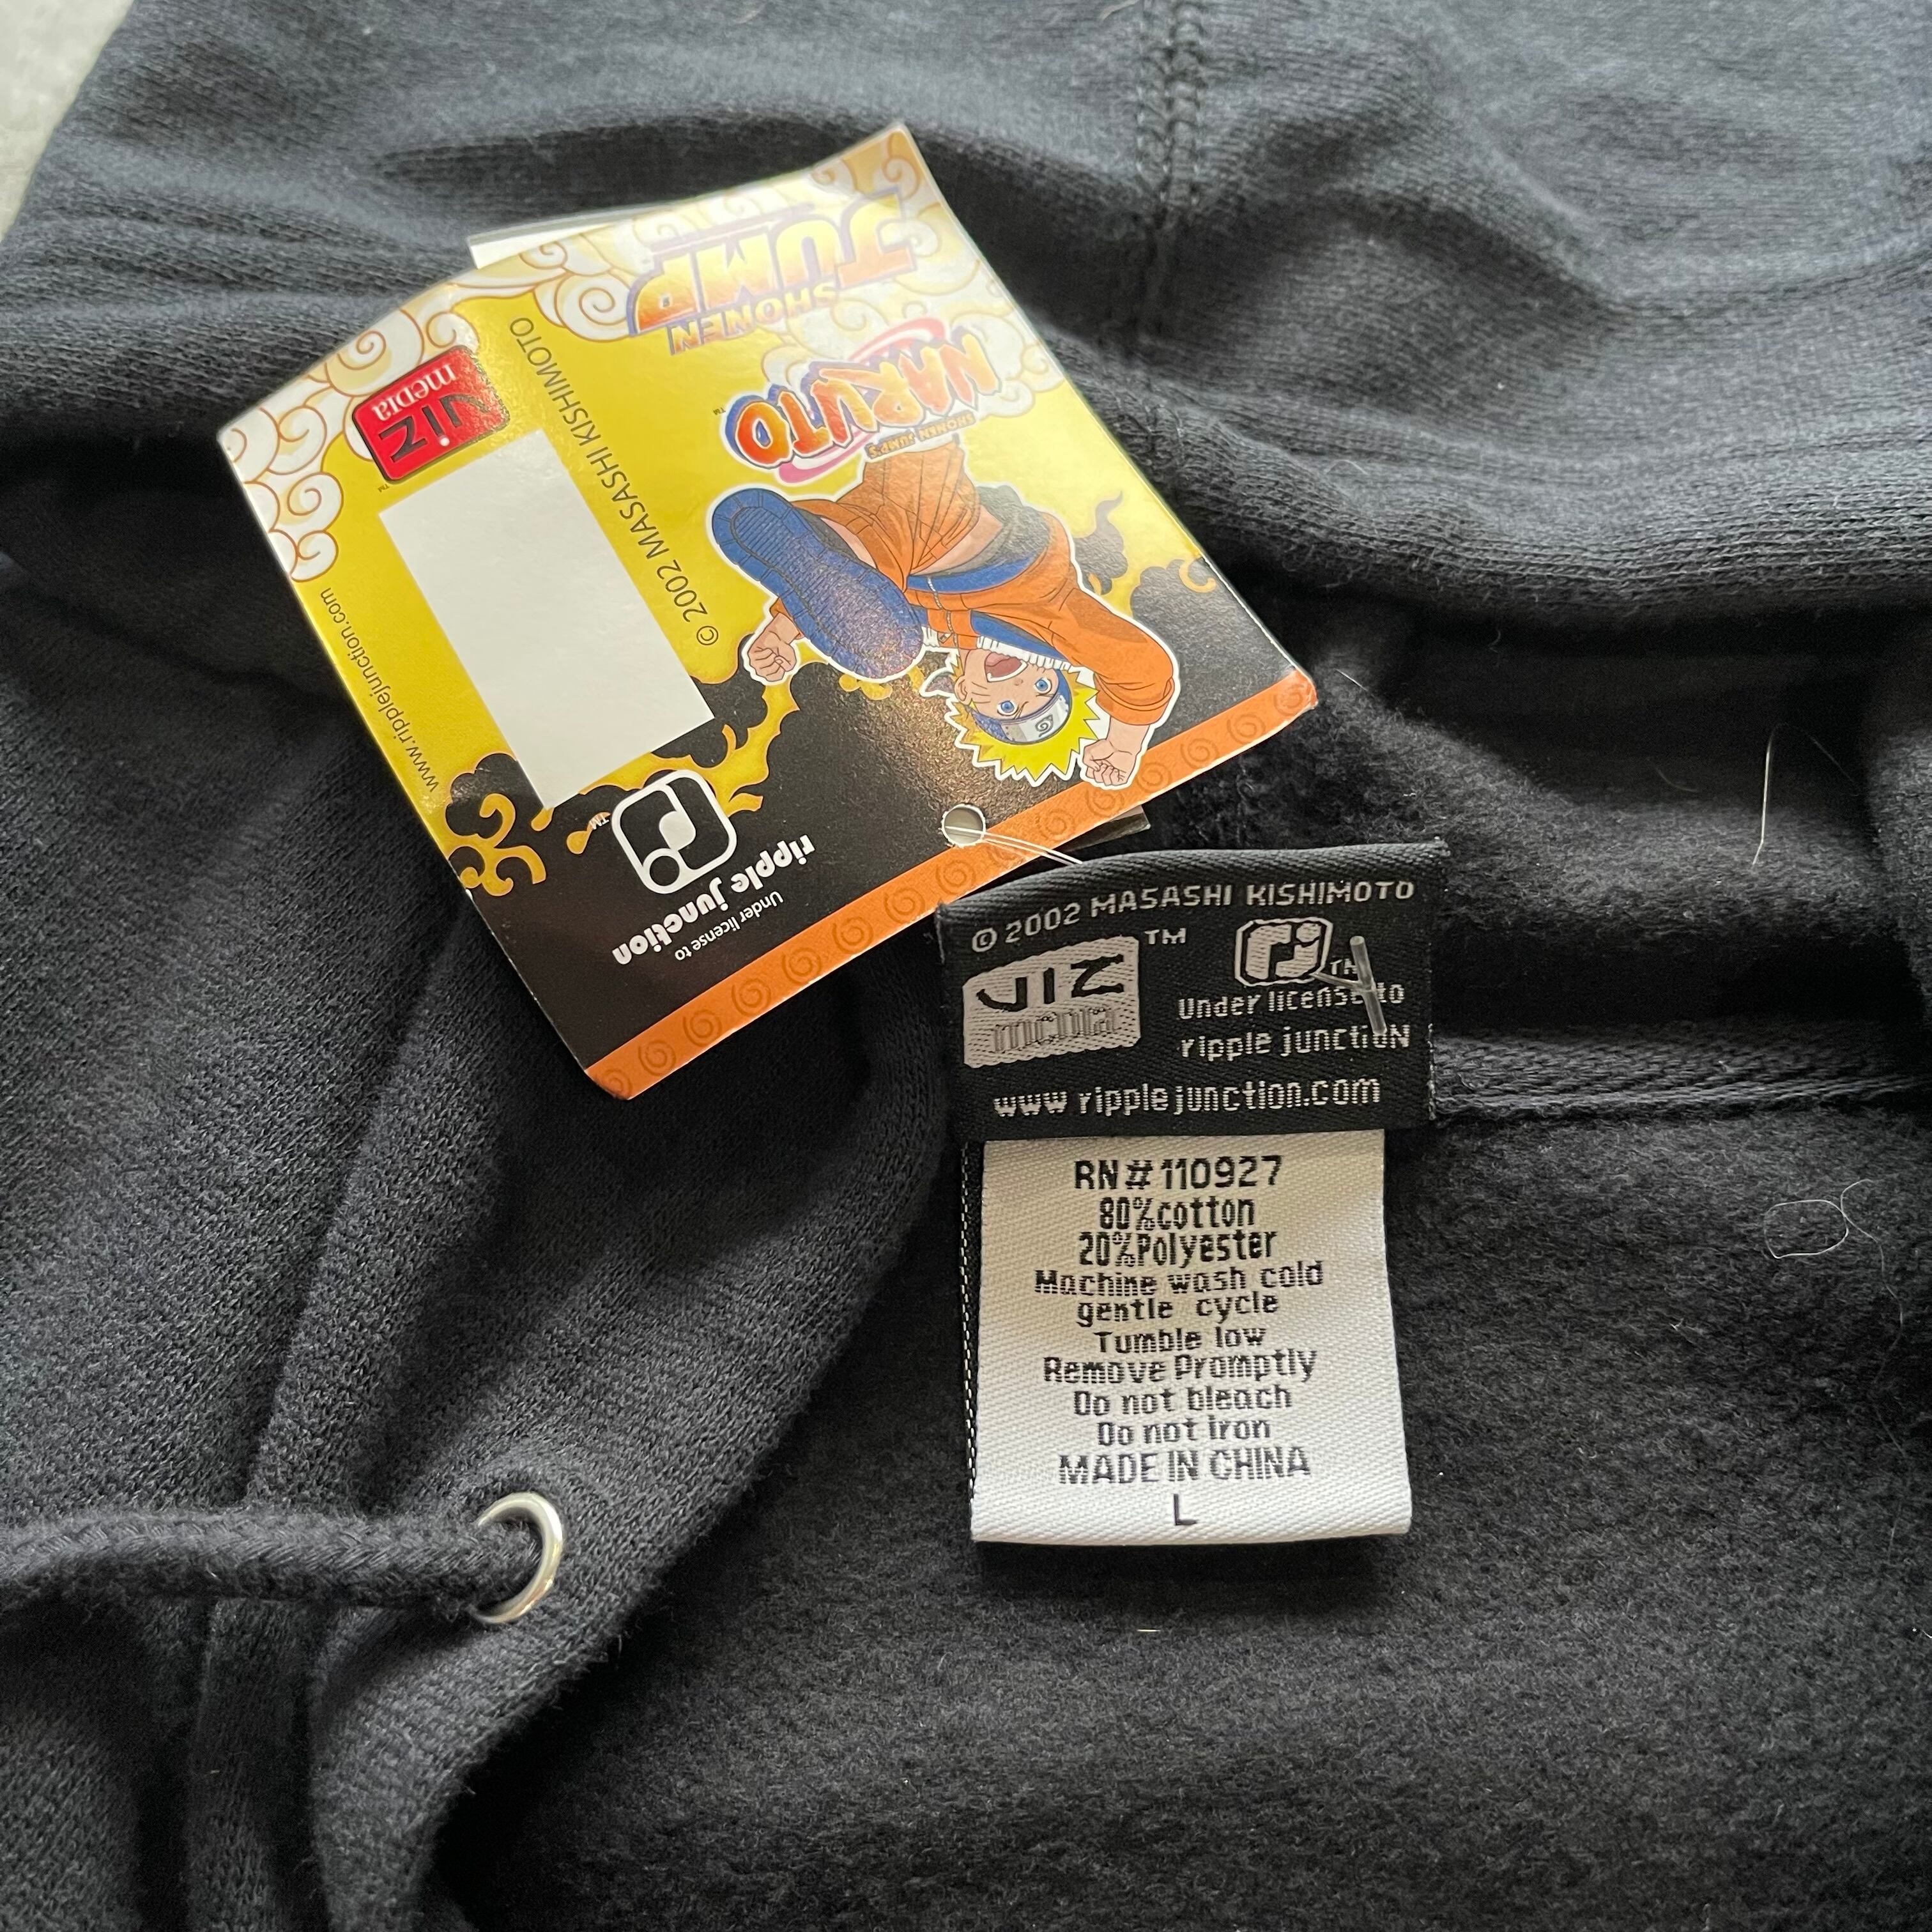 SHONEN
JUMP
SHONEN JUMP'S
NARUTO™
© 2002 MASASHI KISHIMOTO
VIZ
media
™
www.ripplejunction.com
™
Under license to
ripple junction
© 2002 MASASHI KISHIMOTO
VIZ ™
media
TM
Under license to
ripple junction
www.ripplejunction.com
RN#110927
80%cotton
20%Polyester
Machine wash cold
gentle cycle
Tumble low
Remove Promptly
Do not bleach
Do not iron
MADE IN CHINA
L